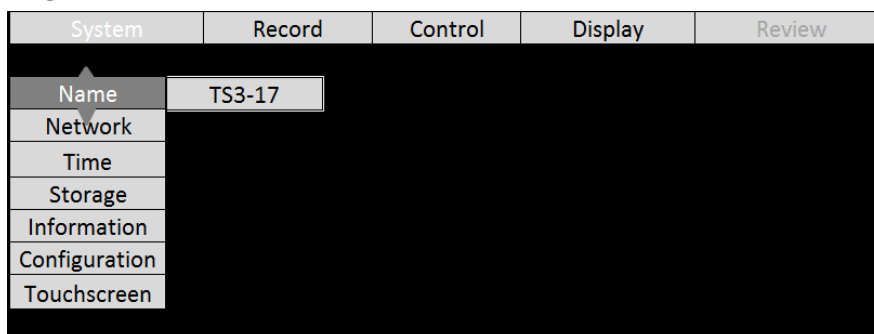 System Record Control Display Review
Name TS3-17
Network
Time
Storage
Information
Configuration
Touchscreen